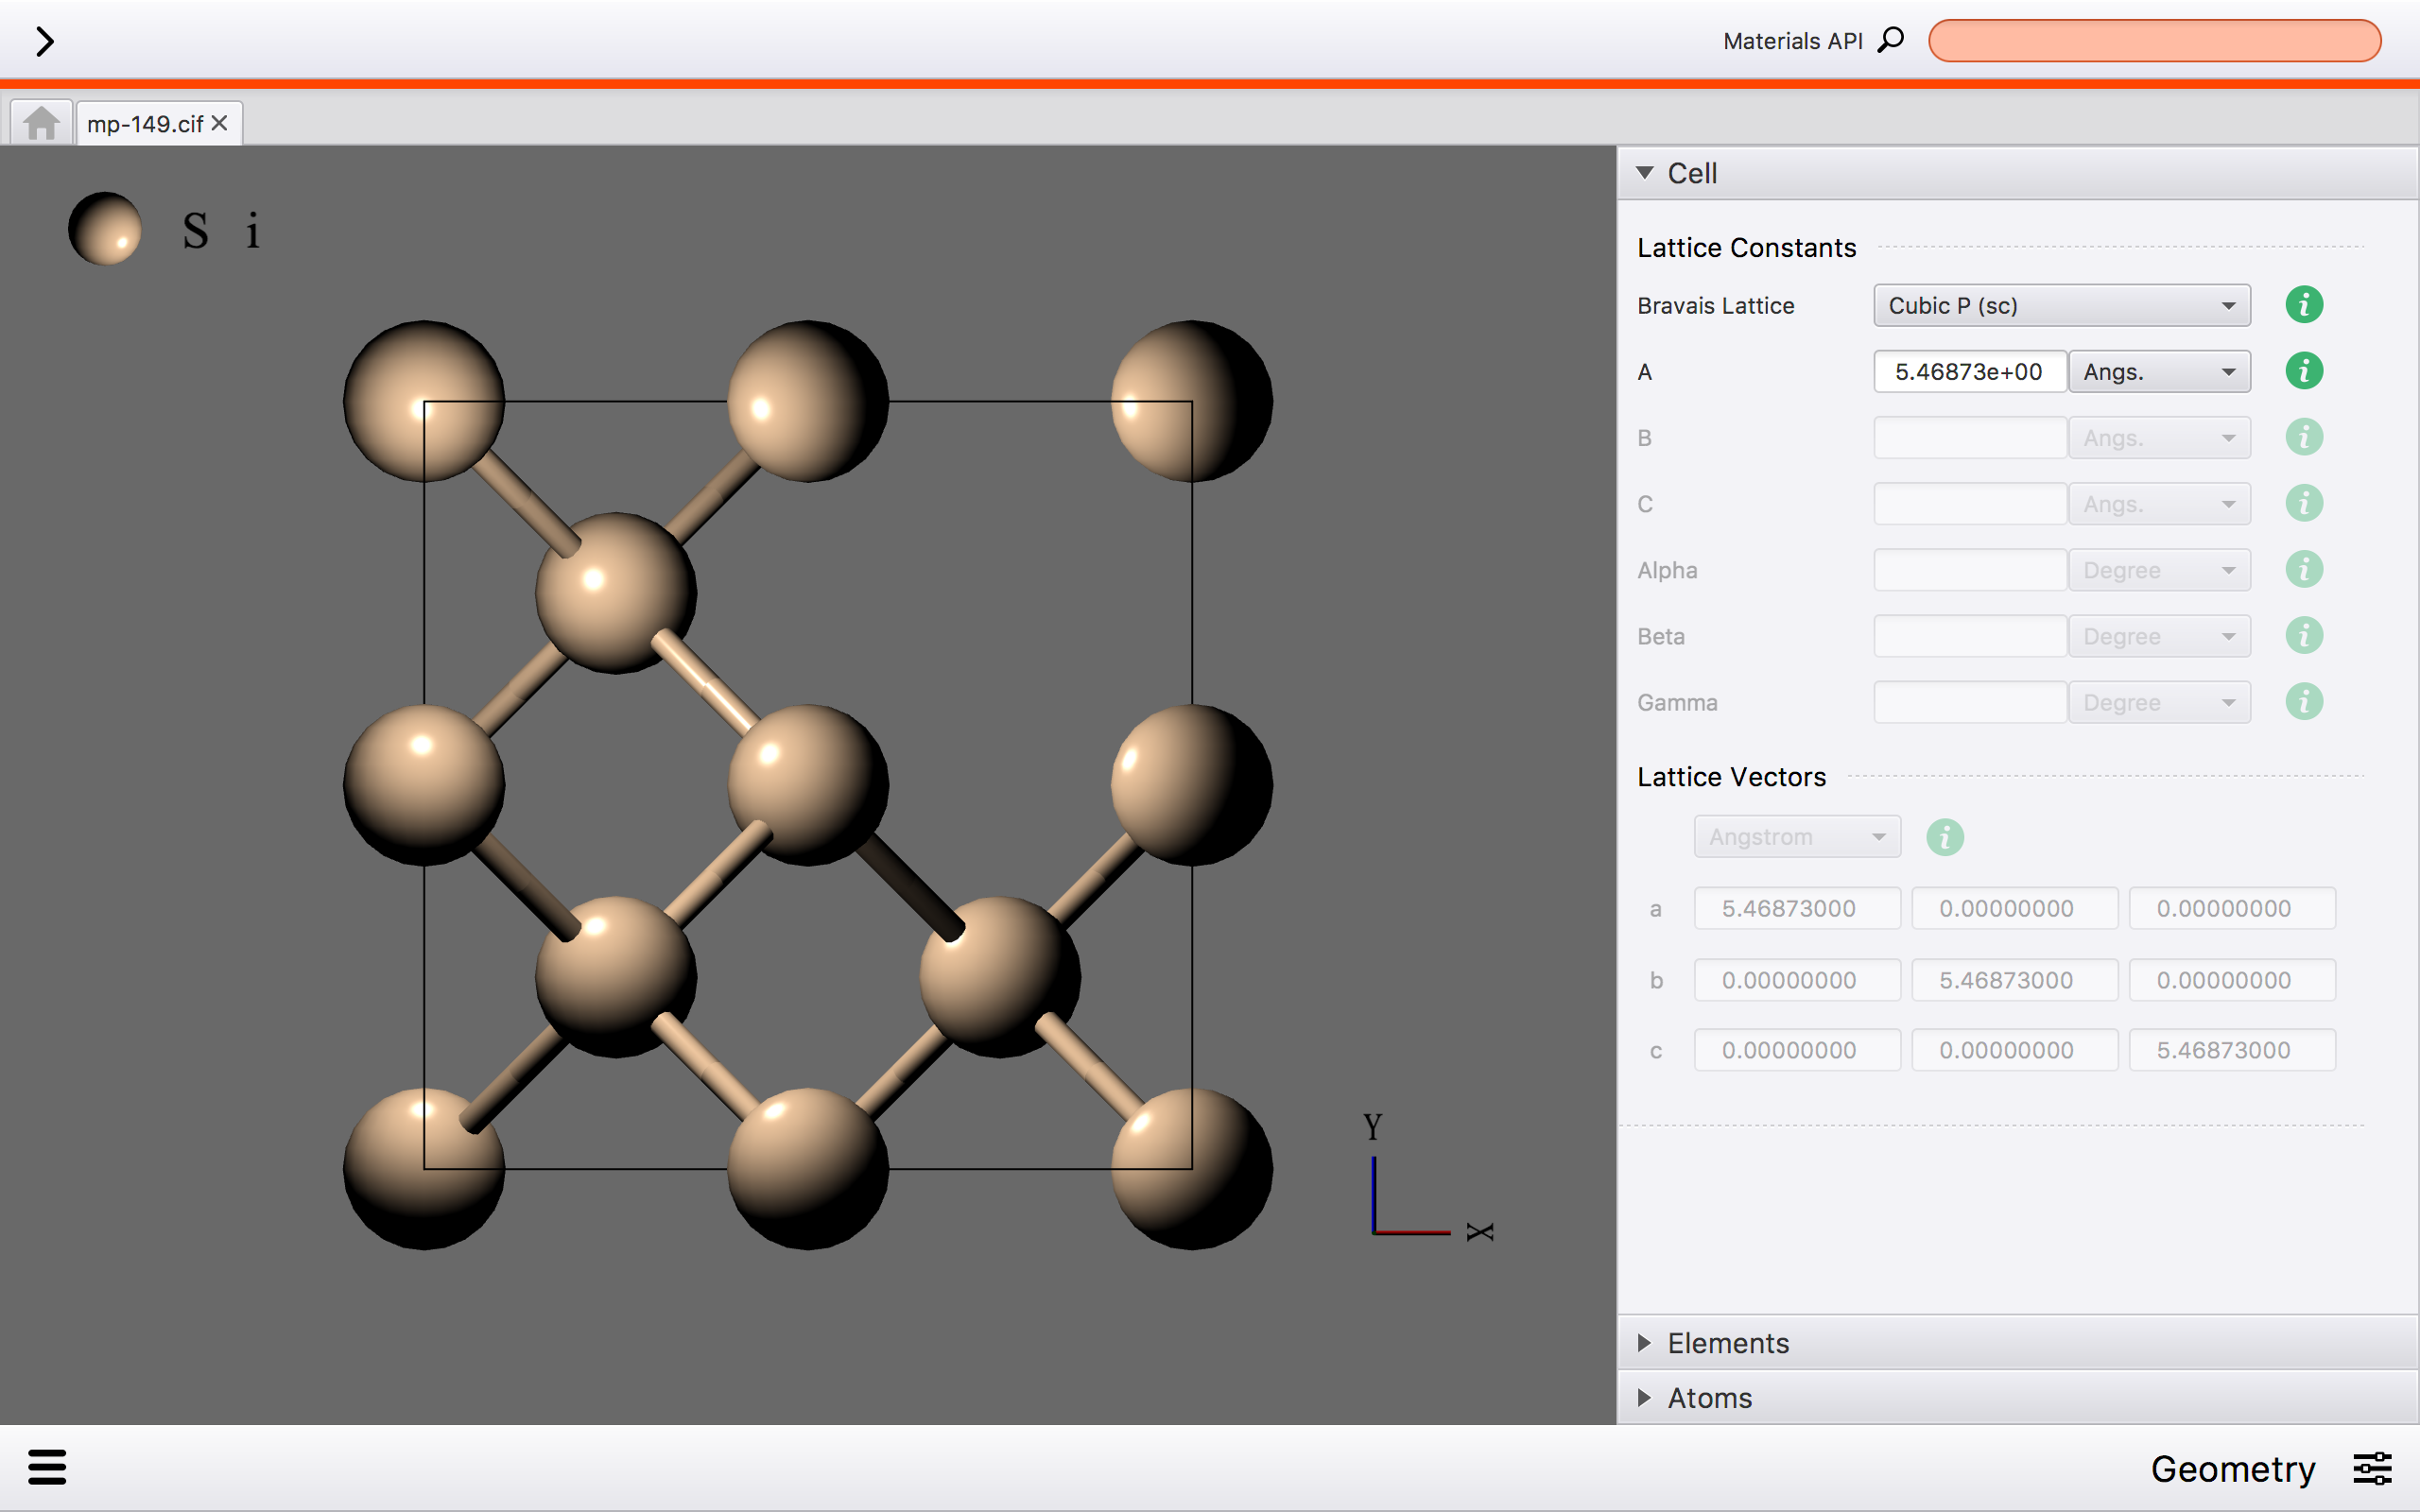 Materials API
mp-149.cif
S i
Cell
Lattice Constants
Bravais Lattice Cubic P (sc)
A 5.46873e+00 Angs.
B Angs.
C Angs.
Alpha Degree
Beta Degree
Gamma Degree
Lattice Vectors
Angstrom
a 5.46873000 0.00000000 0.00000000
b 0.00000000 5.46873000 0.00000000
c 0.00000000 0.00000000 5.46873000
Y
X
Elements
Atoms
Geometry